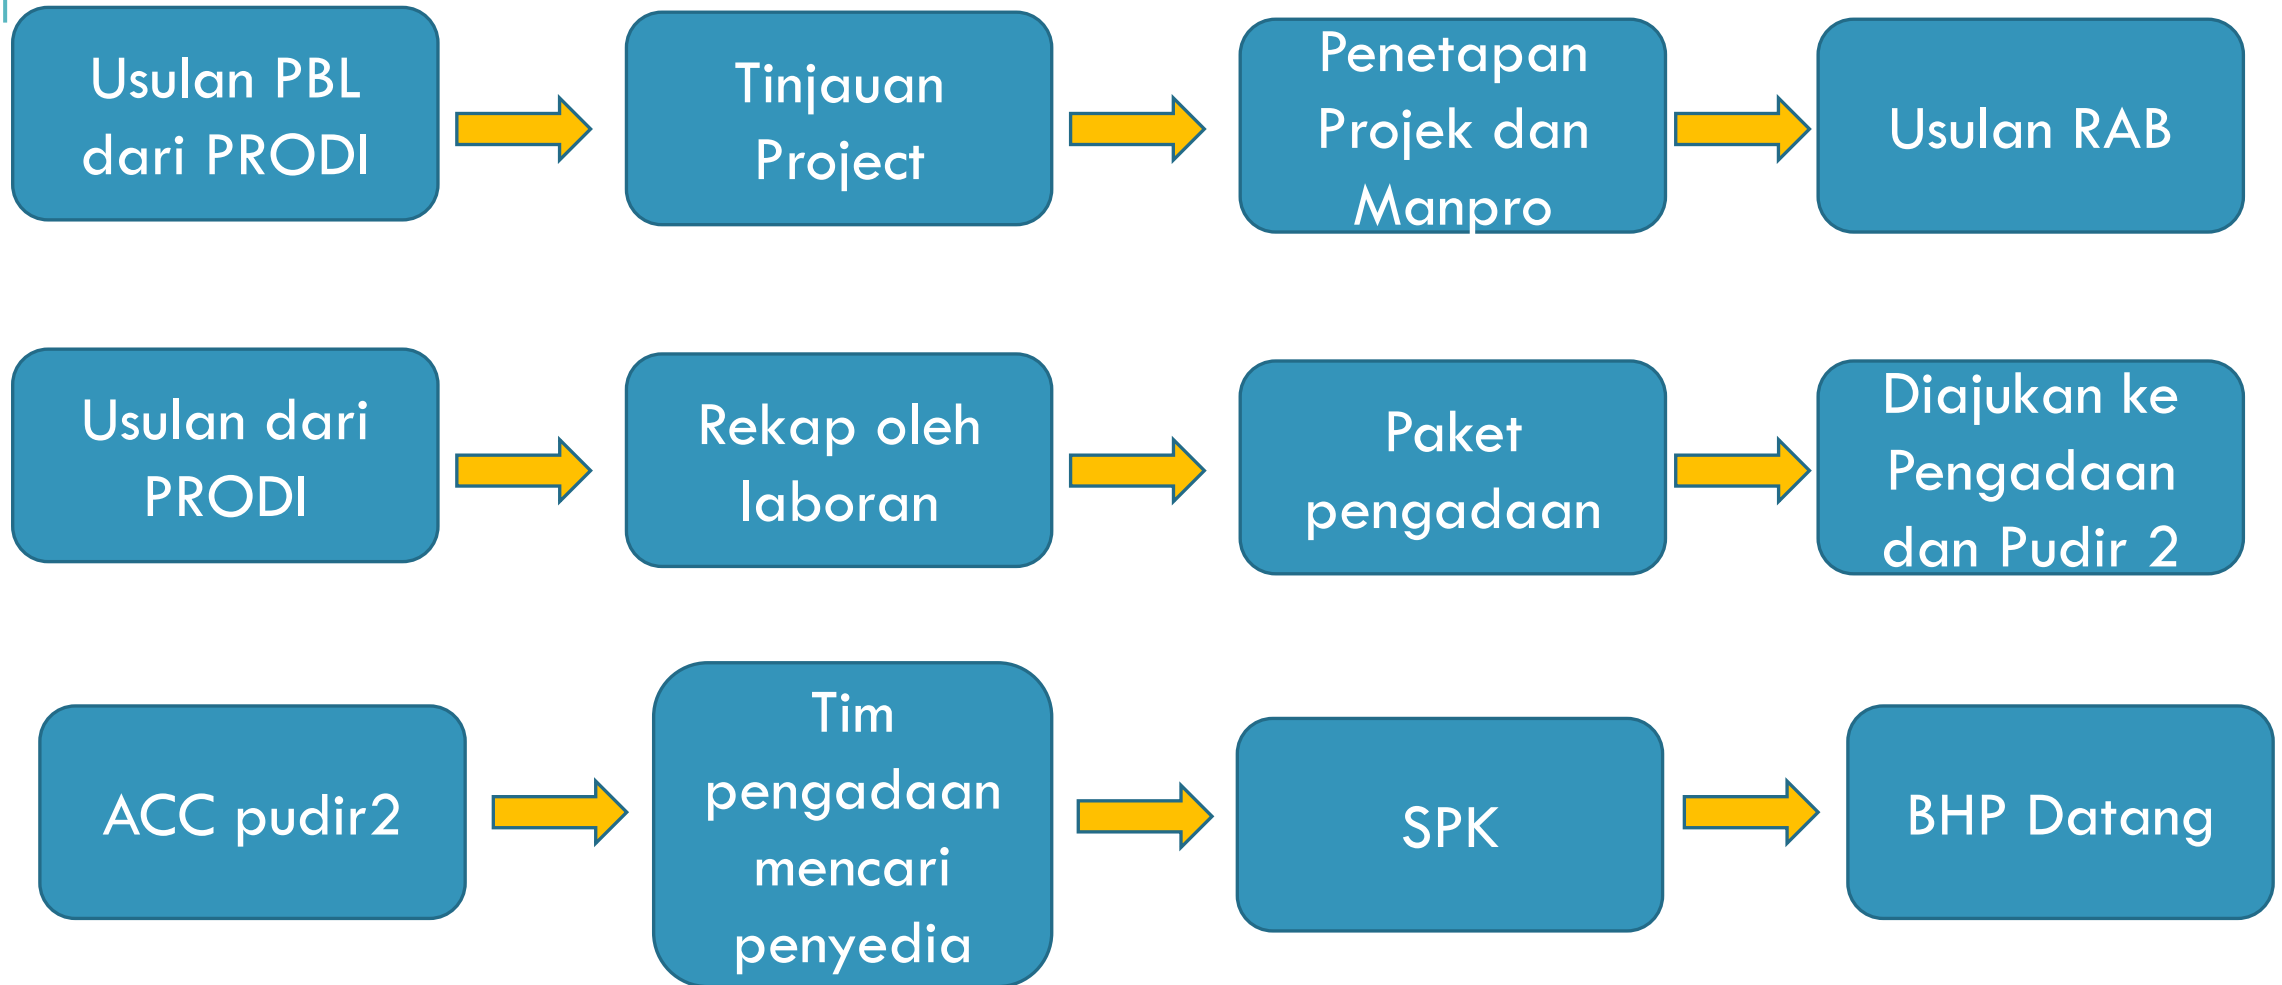 Usulan PBL
dari PRODI
Tinjauan
Project
Penetapan
Projek dan
Manpro
Usulan RAB
Usulan dari
PRODI
Rekap oleh
laboran
Paket
pengadaan
Diajukan ke
Pengadaan
dan Pudir 2
ACC pudir2
Tim
pengadaan
mencari
penyedia
SPK
BHP Datang